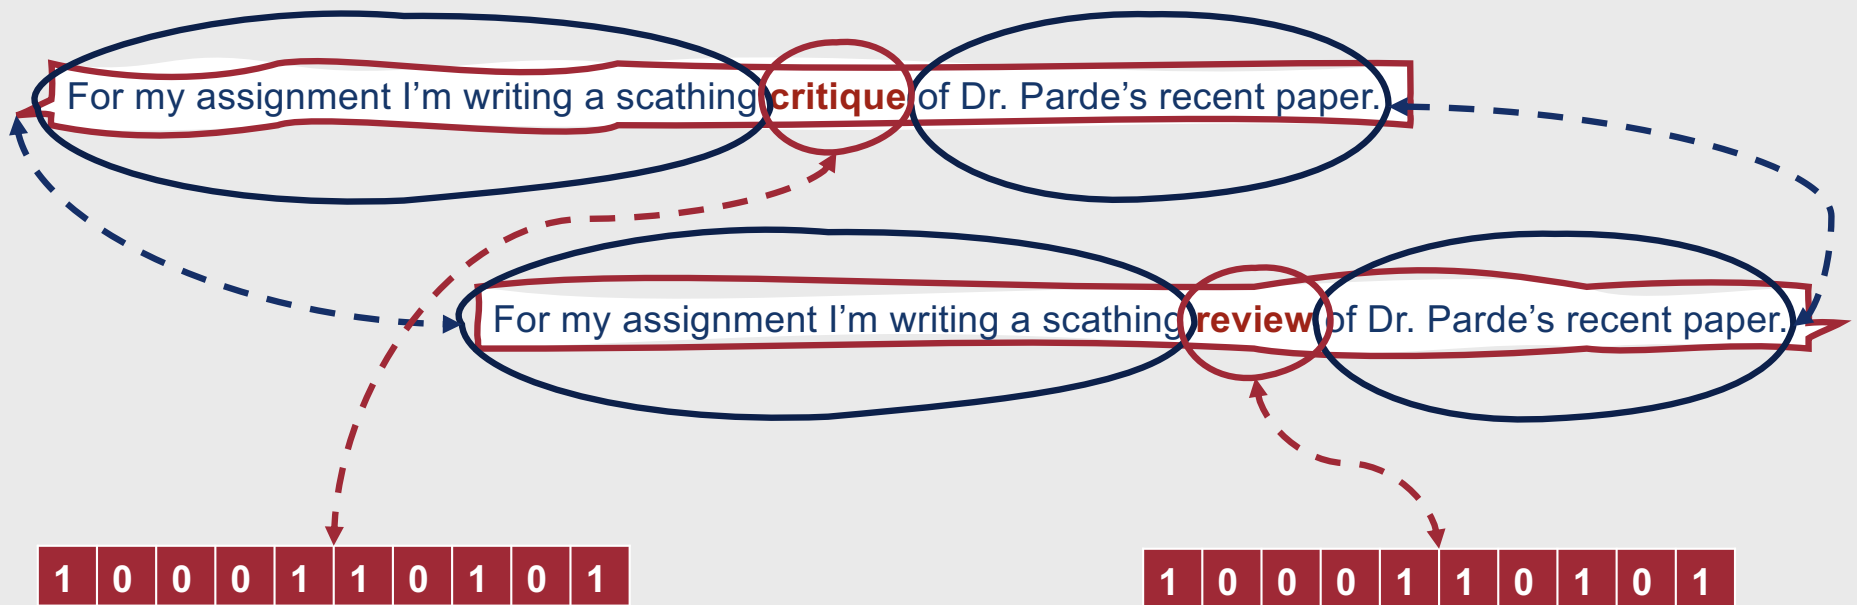 For my assignment I'm writing a scathing critique of Dr. Parde's recent paper.
For my assignment I'm writing a scathing review of Dr. Parde's recent paper.
1 0 0 0 1 1 0 1 0 1
1 0 0 0 1 1 0 1 0 1